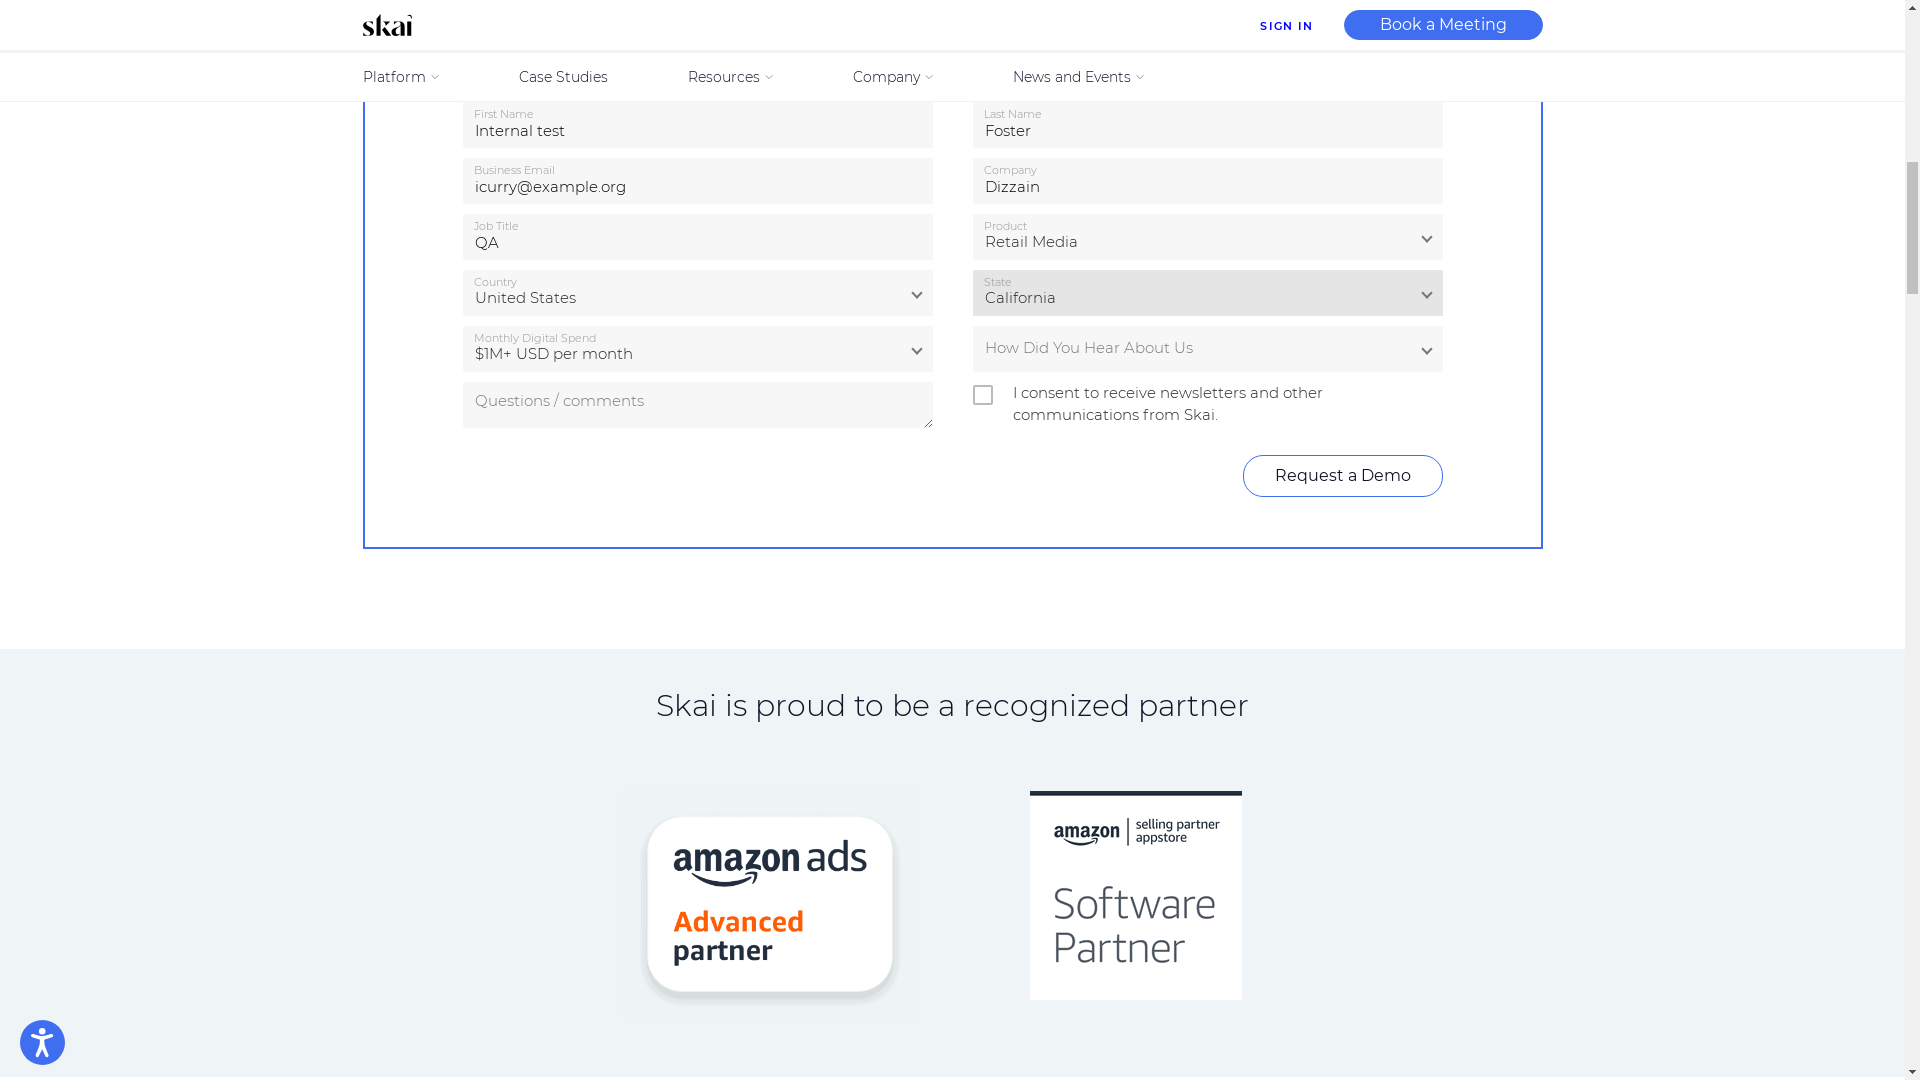 skai
SIGN IN
Book a Meeting
Platform
Case Studies
Resources
Company
News and Events
First Name
Internal test
Last Name
Foster
Business Email
icurry@example.org
Company
Dizzain
Job Title
QA
Product
Retail Media
Country
United States
State
California
Monthly Digital Spend
$1M+ USD per month
How Did You Hear About Us
Questions / comments
I consent to receive newsletters and other
communications from Skai.
Request a Demo
Skai is proud to be a recognized partner
amazon ads
Advanced
partner
amazon
selling partner
appstore
Software
Partner